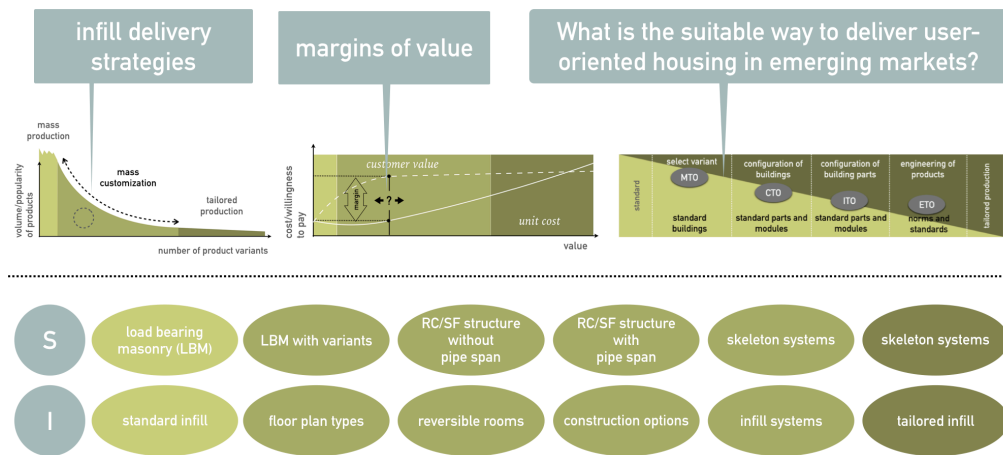 infill delivery
strategies
margins of value
What is the suitable way to deliver user-
oriented housing in emerging markets?
mass
production
mass
customization
tailored
production
volume/popularity
of products
number of product variants
customer value
margin
?
unit cost
cost/willingness
to pay
value
standard
select variant
MTO
standard
buildings
configuration of
buildings
CTO
standard parts and
modules
configuration of
building parts
ITO
standard parts and
modules
engineering of
products
ETO
norms and
standards
tailored production
S
load bearing
masonry (LBM)
LBM with variants
RC/SF structure
without
pipe span
RC/SF structure
with
pipe span
skeleton systems
skeleton systems
I
standard infill
floor plan types
reversible rooms
construction options
infill systems
tailored infill